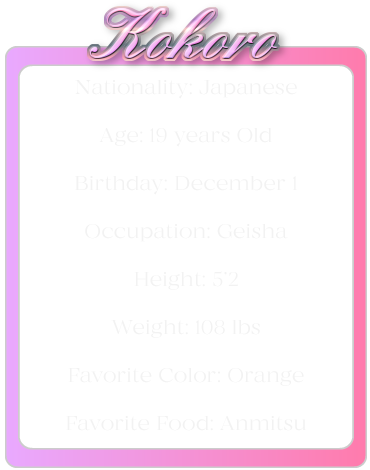 Kokoro
Nationality: Japanese
Age: 19 years Old
Birthday: December 1
Occupation: Geisha
Height: 5'2
Weight: 108 lbs
Favorite Color: Orange
Favorite Food: Anmitsu